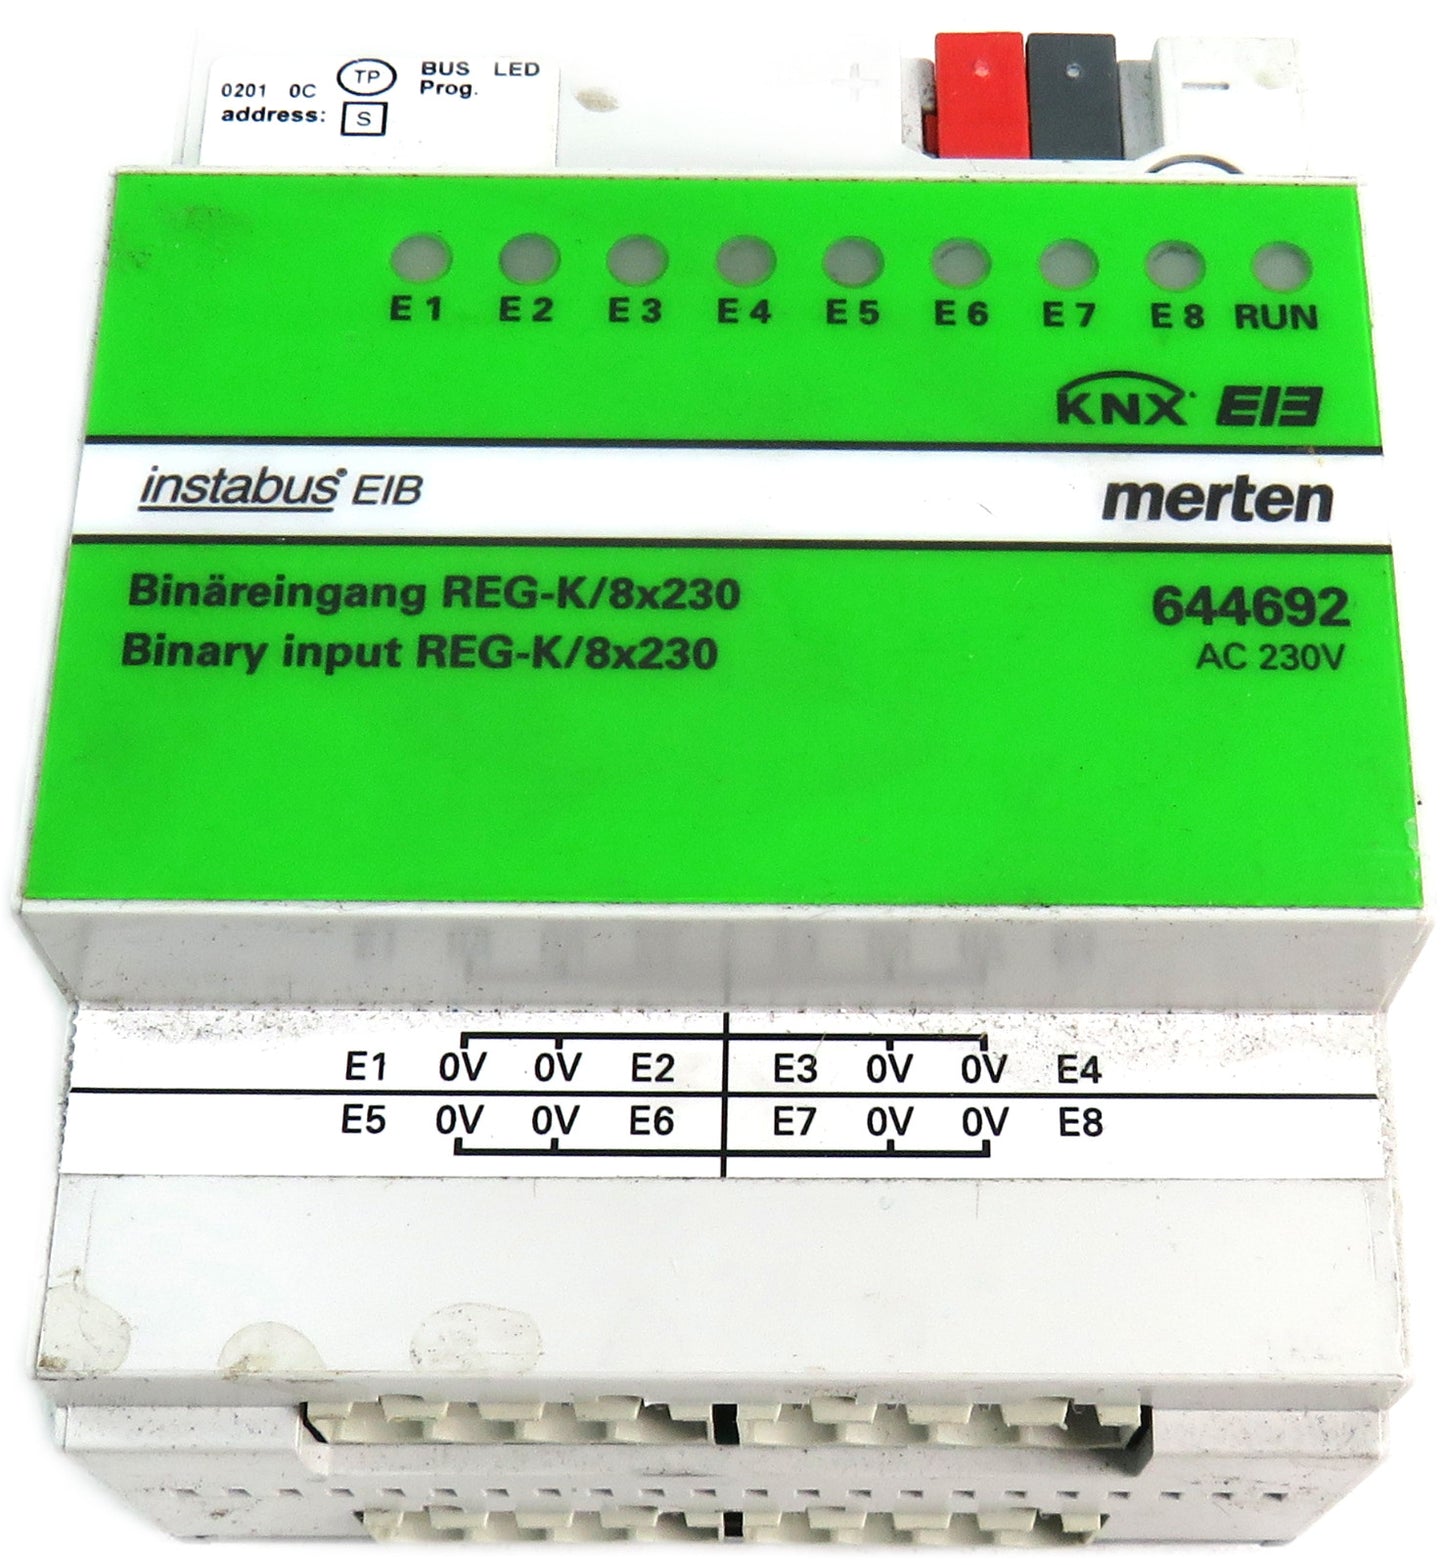 0201 0C TP BUS LED
Prog.
address: S
+ −
E1 E2 E3 E4 E5 E6 E7 E8 RUN
KNX EIB
instabus EIB merten
Binäreingang REG-K/8x230 644692
Binary input REG-K/8x230 AC 230V
E1 0V 0V E2 E3 0V 0V E4
E5 0V 0V E6 E7 0V 0V E8